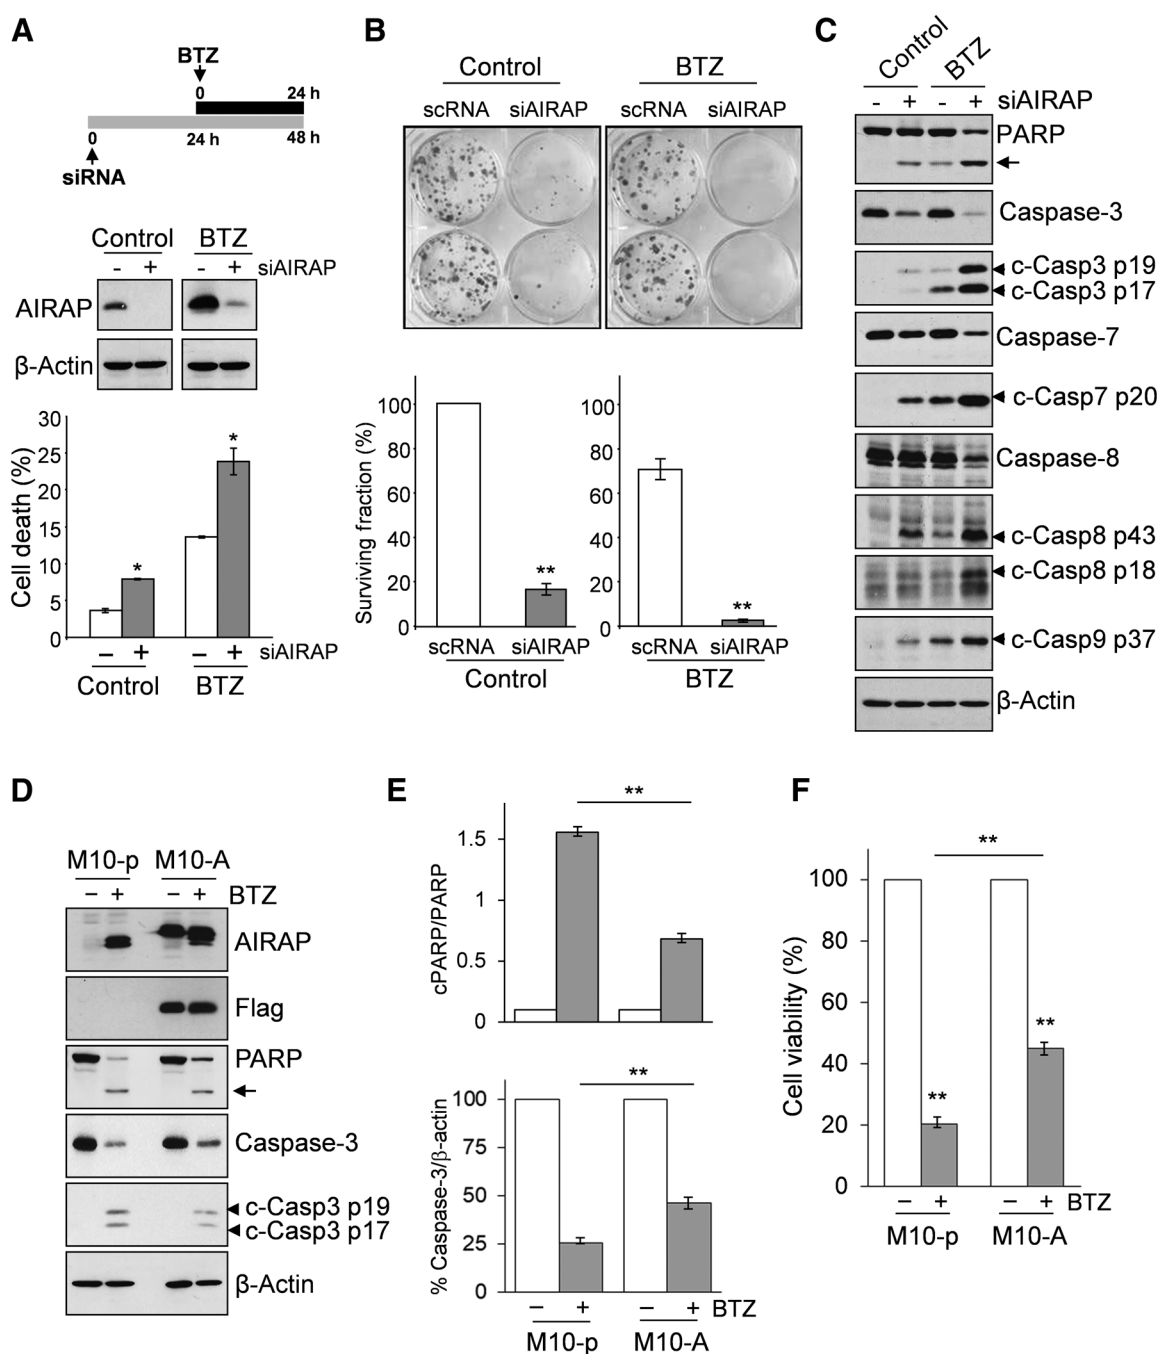 A
BTZ
0 24 h
0 24 h 48 h
siRNA
Control BTZ
- + - + siAIRAP
AIRAP
β-Actin
Cell death (%)
30
25
20
15
10
5
0
* *
– + – + siAIRAP
Control BTZ
B
Control BTZ
scRNA siAIRAP scRNA siAIRAP
Surviving fraction (%)
100
80
60
40
20
0
**
100
80
60
40
20
0
**
scRNA siAIRAP scRNA siAIRAP
Control BTZ
C
Control BTZ
- + - + siAIRAP
PARP
Caspase-3
c-Casp3 p19
c-Casp3 p17
Caspase-7
c-Casp7 p20
Caspase-8
c-Casp8 p43
c-Casp8 p18
c-Casp9 p37
β-Actin
D
M10-p M10-A
– + – + BTZ
AIRAP
Flag
PARP
Caspase-3
c-Casp3 p19
c-Casp3 p17
β-Actin
E
**
cPARP/PARP
1.5
1
0.5
0
**
% Caspase-3/β-actin
100
75
50
25
0
– + – + BTZ
M10-p M10-A
F
**
Cell viability (%)
100
80
60
40
20
0
** **
– + – + BTZ
M10-p M10-A